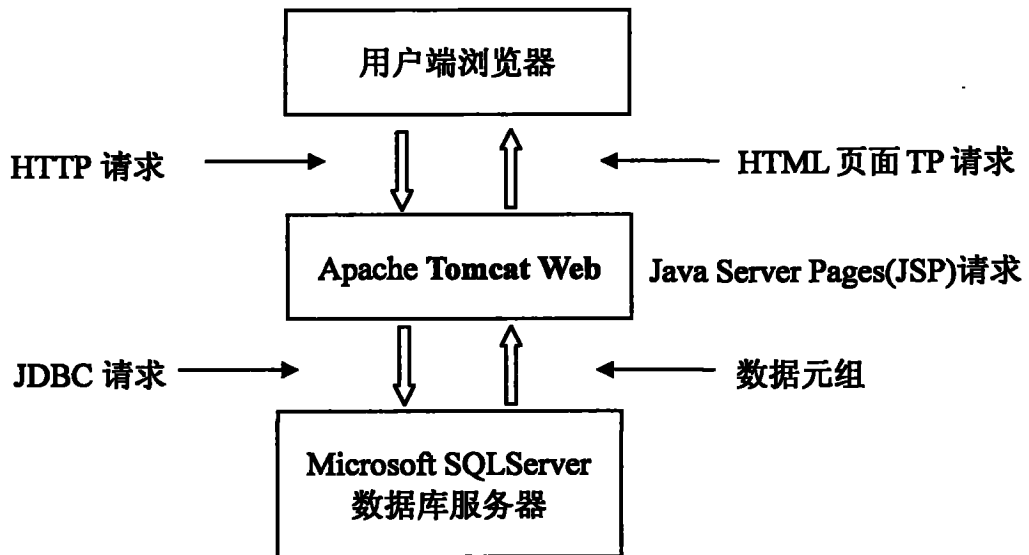 用户端浏览器
HTTP 请求
HTML 页面 TP 请求
Apache Tomcat Web
Java Server Pages(JSP)请求
JDBC 请求
数据元组
Microsoft SQLServer
数据库服务器